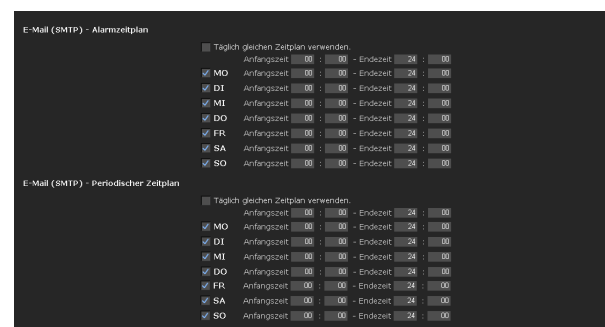 E-Mail (SMTP) - Alarmzeitplan
Täglich gleichen Zeitplan verwenden.
Anfangszeit 00 : 00 - Endezeit 24 : 00
MO Anfangszeit 00 : 00 - Endezeit 24 : 00
DI Anfangszeit 00 : 00 - Endezeit 24 : 00
MI Anfangszeit 00 : 00 - Endezeit 24 : 00
DO Anfangszeit 00 : 00 - Endezeit 24 : 00
FR Anfangszeit 00 : 00 - Endezeit 24 : 00
SA Anfangszeit 00 : 00 - Endezeit 24 : 00
SO Anfangszeit 00 : 00 - Endezeit 24 : 00
E-Mail (SMTP) - Periodischer Zeitplan
Täglich gleichen Zeitplan verwenden.
Anfangszeit 00 : 00 - Endezeit 24 : 00
MO Anfangszeit 00 : 00 - Endezeit 24 : 00
DI Anfangszeit 00 : 00 - Endezeit 24 : 00
MI Anfangszeit 00 : 00 - Endezeit 24 : 00
DO Anfangszeit 00 : 00 - Endezeit 24 : 00
FR Anfangszeit 00 : 00 - Endezeit 24 : 00
SA Anfangszeit 00 : 00 - Endezeit 24 : 00
SO Anfangszeit 00 : 00 - Endezeit 24 : 00